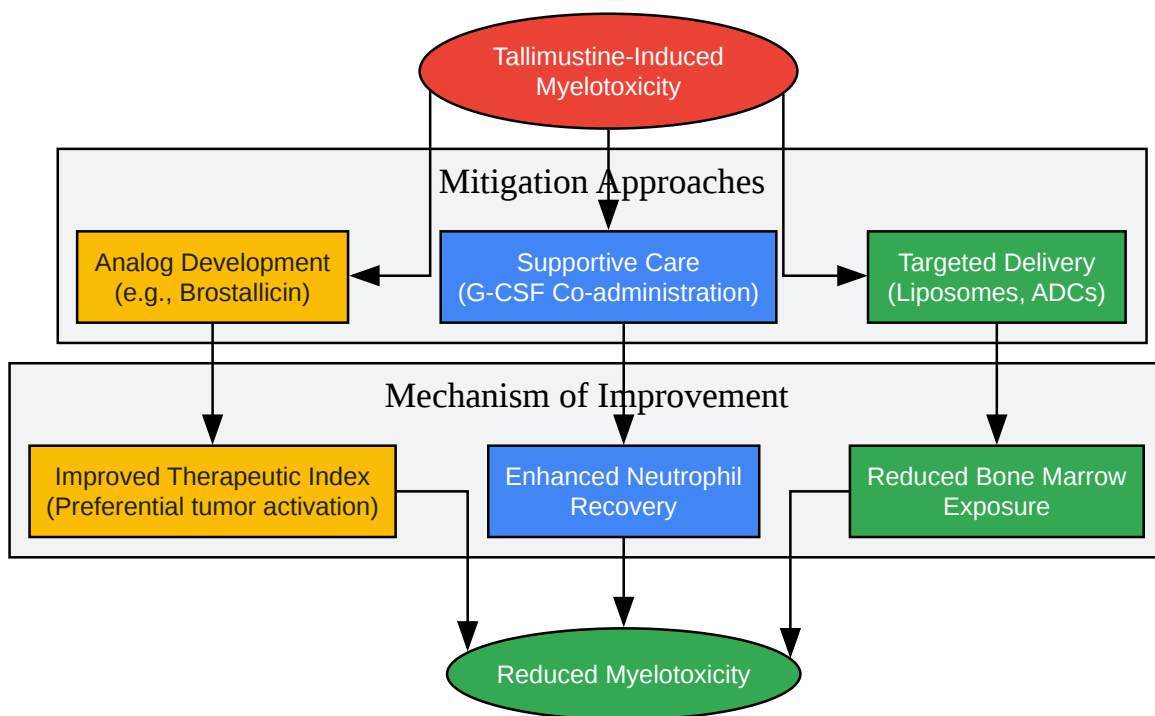 Tallimustine-Induced
Myelotoxicity
Mitigation Approaches
Analog Development
(e.g., Brostallicin)
Supportive Care
(G-CSF Co-administration)
Targeted Delivery
(Liposomes, ADCs)
Mechanism of Improvement
Improved Therapeutic Index
(Preferential tumor activation)
Enhanced Neutrophil
Recovery
Reduced Bone Marrow
Exposure
Reduced Myelotoxicity